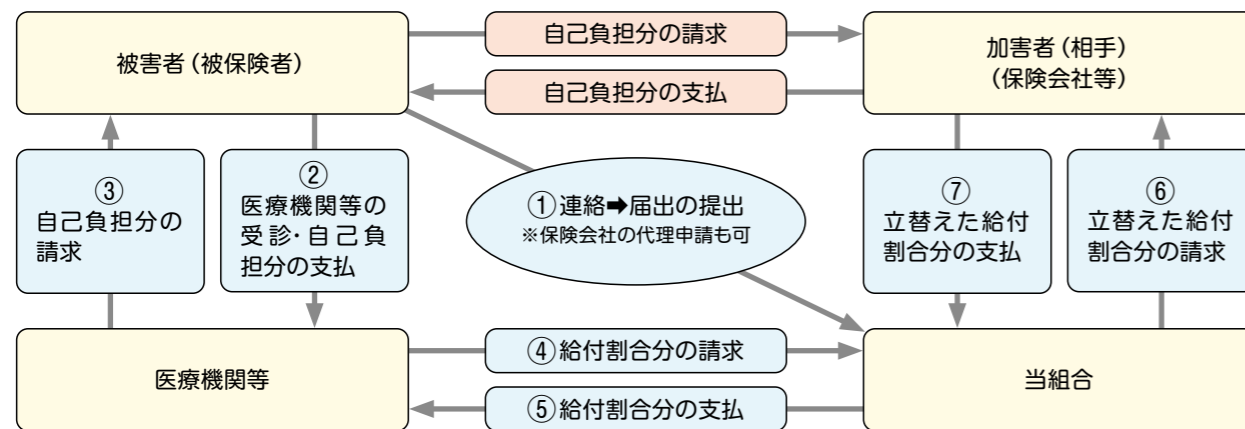 自己負担分の請求
被害者（被保険者）
加害者（相手）
（保険会社等）
自己負担分の支払
③
自己負担分の
請求
②
医療機関等の
受診・自己負
担分の支払
①連絡➡届出の提出
※保険会社の代理申請も可
⑦
立替えた給付
割合分の支払
⑥
立替えた給付
割合分の請求
医療機関等
④給付割合分の請求
⑤給付割合分の支払
当組合